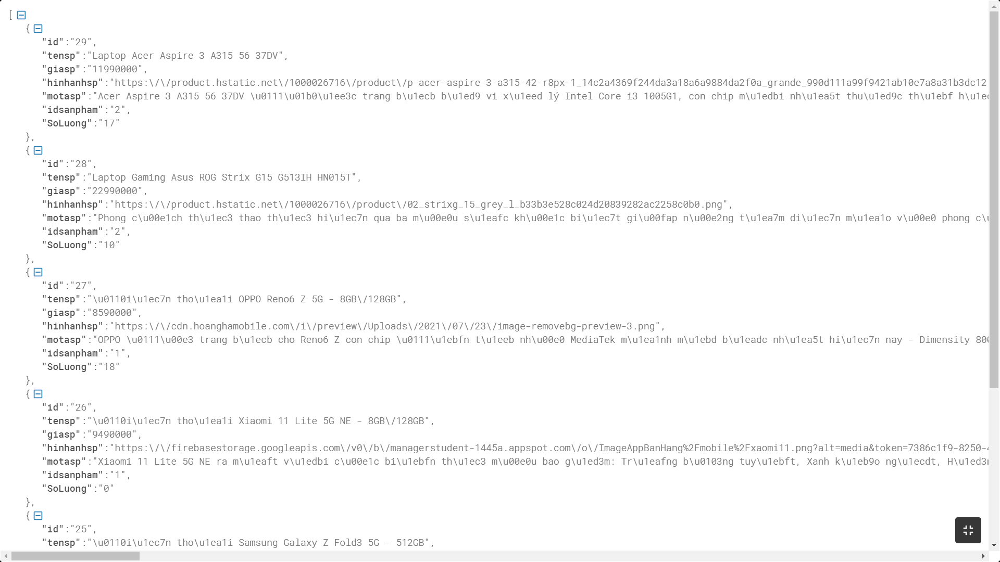 [
{
"id":"29",
"tensp":"Laptop Acer Aspire 3 A315 56 37DV",
"giasp":"11990000",
"hinhanhsp":"https:\/\/product.hstatic.net\/1000026716\/product\/p-acer-aspire-3-a315-42-r8px-1_14c2a4369f244da3a18a6a9884da2f0a_grande_990d111a99f9421ab10e7a8a31b3dc12
"motasp":"Acer Aspire 3 A315 56 37DV \u0111\u01b0\u1ee3c trang b\u1ecb b\u1ed9 vi x\u1eed lý Intel Core i3 1005G1, con chip m\u1edbi nh\u1ea5t thu\u1ed9c th\u1ebf h\u1ec
"idsanpham":"2",
"SoLuong":"17"
},
{
"id":"28",
"tensp":"Laptop Gaming Asus ROG Strix G15 G513IH HN015T",
"giasp":"22990000",
"hinhanhsp":"https:\/\/product.hstatic.net\/1000026716\/product\/02_strixg_15_grey_l_b33b3e528c024d20839282ac2258c0b0.png",
"motasp":"Phong c\u00e1ch th\u1ec3 thao th\u1ec3 hi\u1ec7n qua ba m\u00e0u s\u1eafc kh\u00e1c bi\u1ec7t gi\u00fap n\u00e2ng t\u1ea7m di\u1ec7n m\u1ea1o v\u00e0 phong c\u
"idsanpham":"2",
"SoLuong":"10"
},
{
"id":"27",
"tensp":"\u0110i\u1ec7n tho\u1ea1i OPPO Reno6 Z 5G - 8GB\/128GB",
"giasp":"8590000",
"hinhanhsp":"https:\/\/cdn.hoanghamobile.com\/i\/preview\/Uploads\/2021\/07\/23\/image-removebg-preview-3.png",
"motasp":"OPPO \u0111\u00e3 trang b\u1ecb cho Reno6 Z con chip \u0111\u1ebfn t\u1eeb nh\u00e0 MediaTek m\u1ea1nh m\u1ebd b\u1eadc nh\u1ea5t hi\u1ec7n nay - Dimensity 800
"idsanpham":"1",
"SoLuong":"18"
},
{
"id":"26",
"tensp":"\u0110i\u1ec7n tho\u1ea1i Xiaomi 11 Lite 5G NE - 8GB\/128GB",
"giasp":"9490000",
"hinhanhsp":"https:\/\/firebasestorage.googleapis.com\/v0\/b\/managerstudent-1445a.appspot.com\/o\/ImageAppBanHang%2Fmobile%2Fxaomi11.png?alt=media&token=7386c1f9-8250-4
"motasp":"Xiaomi 11 Lite 5G NE ra m\u1eaft v\u1edbi c\u00e1c bi\u1ebfn th\u1ec3 m\u00e0u bao g\u1ed3m: Tr\u1eafng b\u0103ng tuy\u1ebft, Xanh k\u1eb9o ng\u1ecdt, H\u1ed3n
"idsanpham":"1",
"SoLuong":"0"
},
{
"id":"25",
"tensp":"\u0110i\u1ec7n tho\u1ea1i Samsung Galaxy Z Fold3 5G - 512GB",